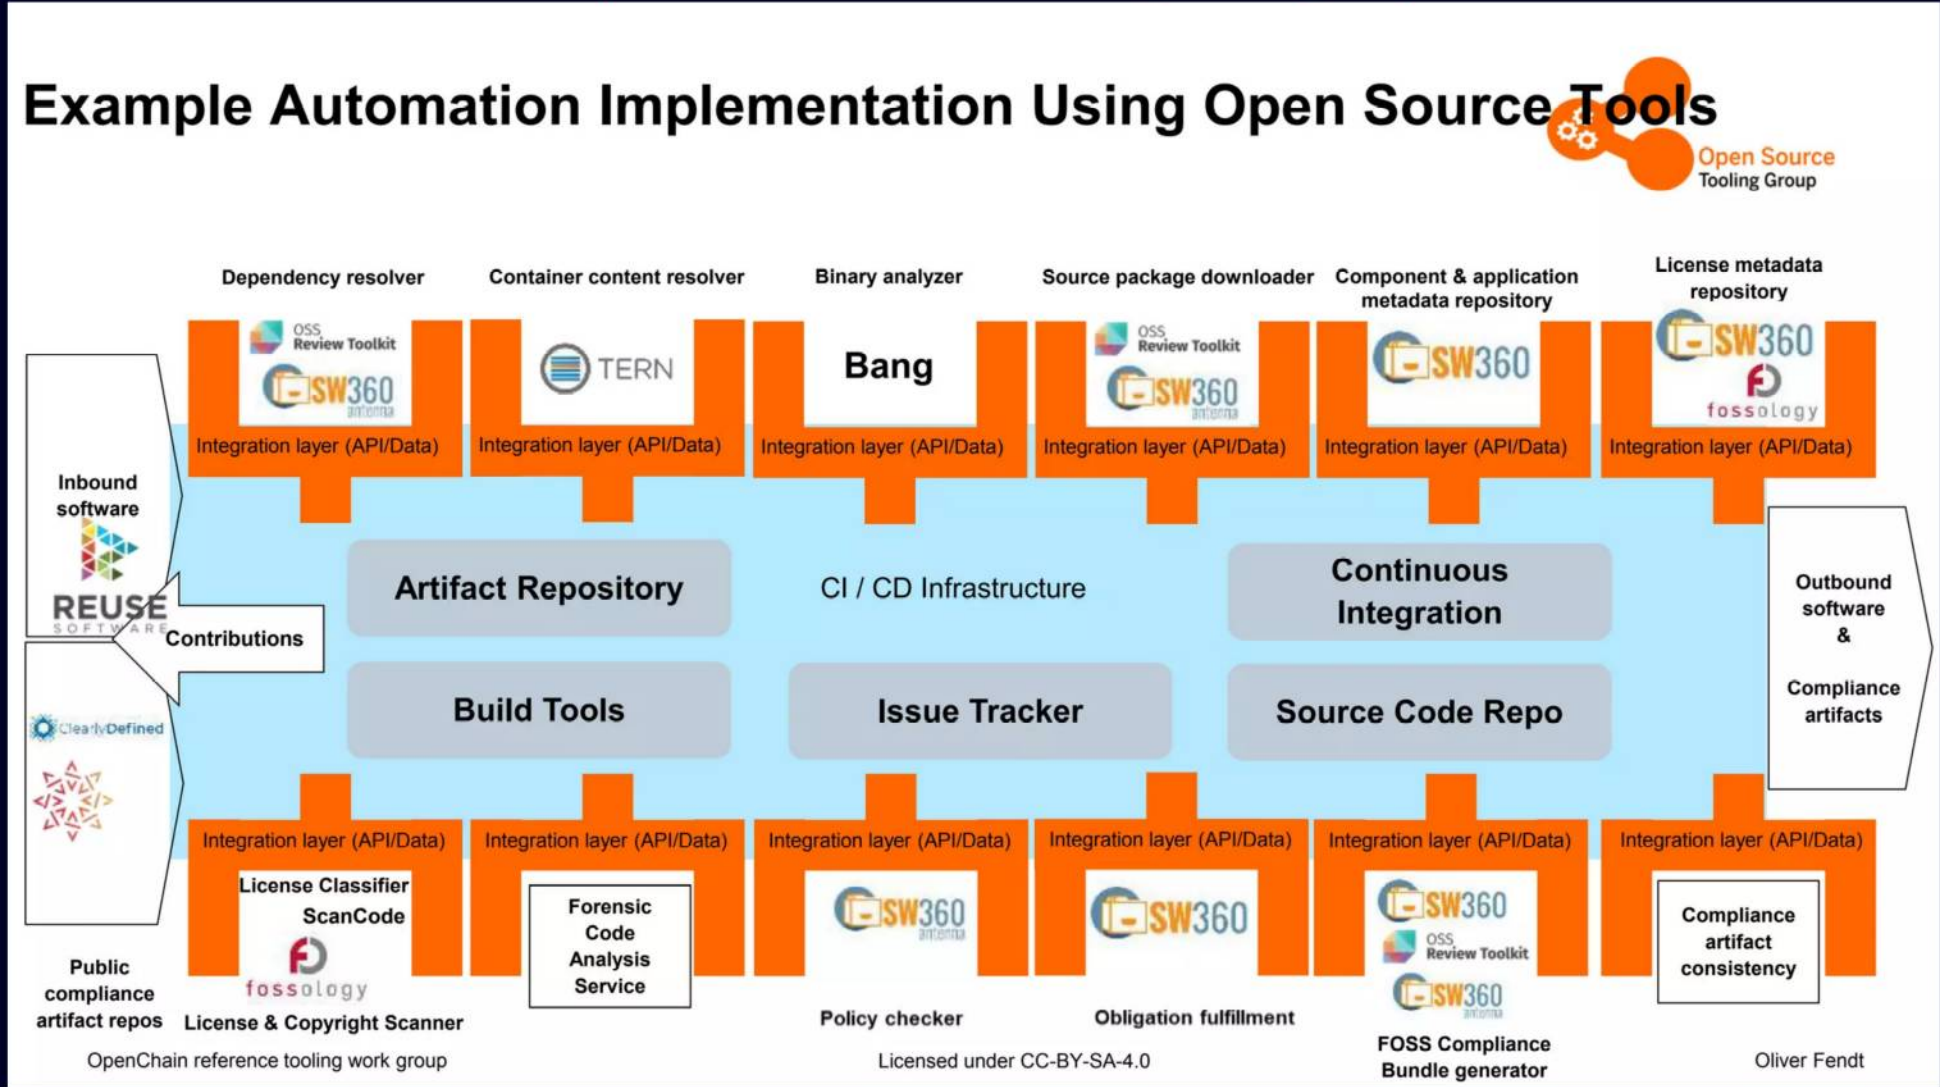 Example Automation Implementation Using Open Source Tools
Open Source
Tooling Group
Dependency resolver
Container content resolver
Binary analyzer
Source package downloader
Component & application
metadata repository
License metadata
repository
OSS
Review Toolkit
SW360
antenna
TERN
Bang
OSS
Review Toolkit
SW360
antenna
SW360
SW360
fossology
Integration layer (API/Data)
Integration layer (API/Data)
Integration layer (API/Data)
Integration layer (API/Data)
Integration layer (API/Data)
Integration layer (API/Data)
Inbound
software
REUSE
SOFTWARE
Contributions
ClearlyDefined
Artifact Repository
CI / CD Infrastructure
Continuous
Integration
Build Tools
Issue Tracker
Source Code Repo
Outbound
software
&
Compliance
artifacts
Integration layer (API/Data)
Integration layer (API/Data)
Integration layer (API/Data)
Integration layer (API/Data)
Integration layer (API/Data)
Integration layer (API/Data)
License Classifier
ScanCode
fossology
License & Copyright Scanner
Forensic
Code
Analysis
Service
SW360
antenna
Policy checker
SW360
Obligation fulfillment
SW360
OSS
Review Toolkit
SW360
antenna
FOSS Compliance
Bundle generator
Compliance
artifact
consistency
Public
compliance
artifact repos
OpenChain reference tooling work group
Licensed under CC-BY-SA-4.0
Oliver Fendt